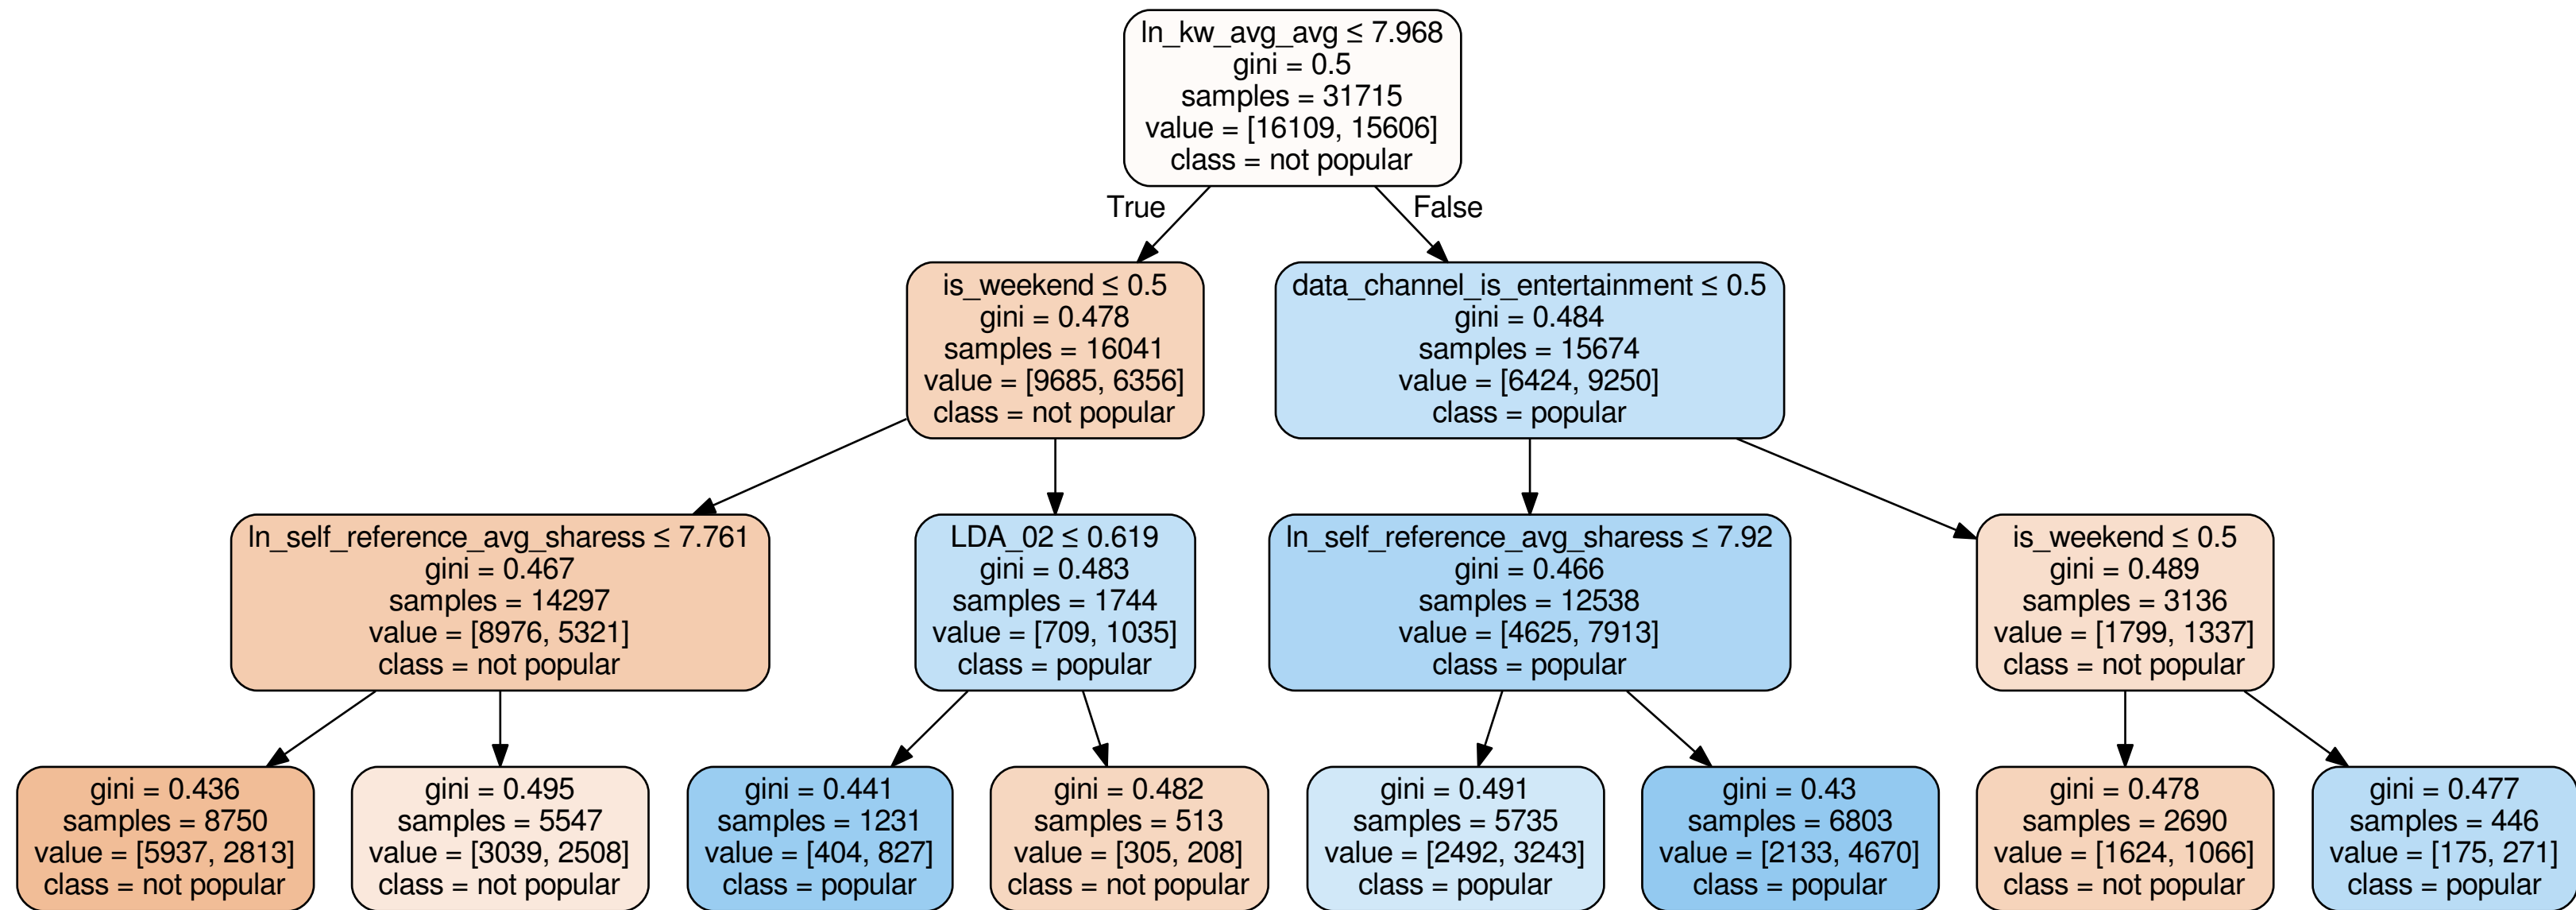 ln_kw_avg_avg ≤ 7.968
gini = 0.5
samples = 31715
value = [16109, 15606]
class = not popular
True
False
is_weekend ≤ 0.5
gini = 0.478
samples = 16041
value = [9685, 6356]
class = not popular
data_channel_is_entertainment ≤ 0.5
gini = 0.484
samples = 15674
value = [6424, 9250]
class = popular
ln_self_reference_avg_sharess ≤ 7.761
gini = 0.467
samples = 14297
value = [8976, 5321]
class = not popular
LDA_02 ≤ 0.619
gini = 0.483
samples = 1744
value = [709, 1035]
class = popular
ln_self_reference_avg_sharess ≤ 7.92
gini = 0.466
samples = 12538
value = [4625, 7913]
class = popular
is_weekend ≤ 0.5
gini = 0.489
samples = 3136
value = [1799, 1337]
class = not popular
gini = 0.436
samples = 8750
value = [5937, 2813]
class = not popular
gini = 0.495
samples = 5547
value = [3039, 2508]
class = not popular
gini = 0.441
samples = 1231
value = [404, 827]
class = popular
gini = 0.482
samples = 513
value = [305, 208]
class = not popular
gini = 0.491
samples = 5735
value = [2492, 3243]
class = popular
gini = 0.43
samples = 6803
value = [2133, 4670]
class = popular
gini = 0.478
samples = 2690
value = [1624, 1066]
class = not popular
gini = 0.477
samples = 446
value = [175, 271]
class = popular